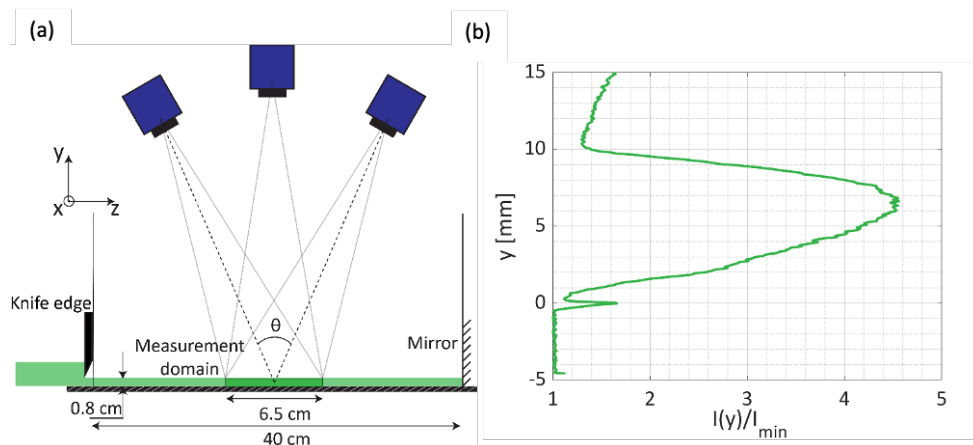 (a)
y
x
z
Knife edge
Measurement
domain
θ
Mirror
0.8 cm
6.5 cm
40 cm
(b)
15
10
5
0
-5
y [mm]
1
2
3
4
5
I(y)/I_min